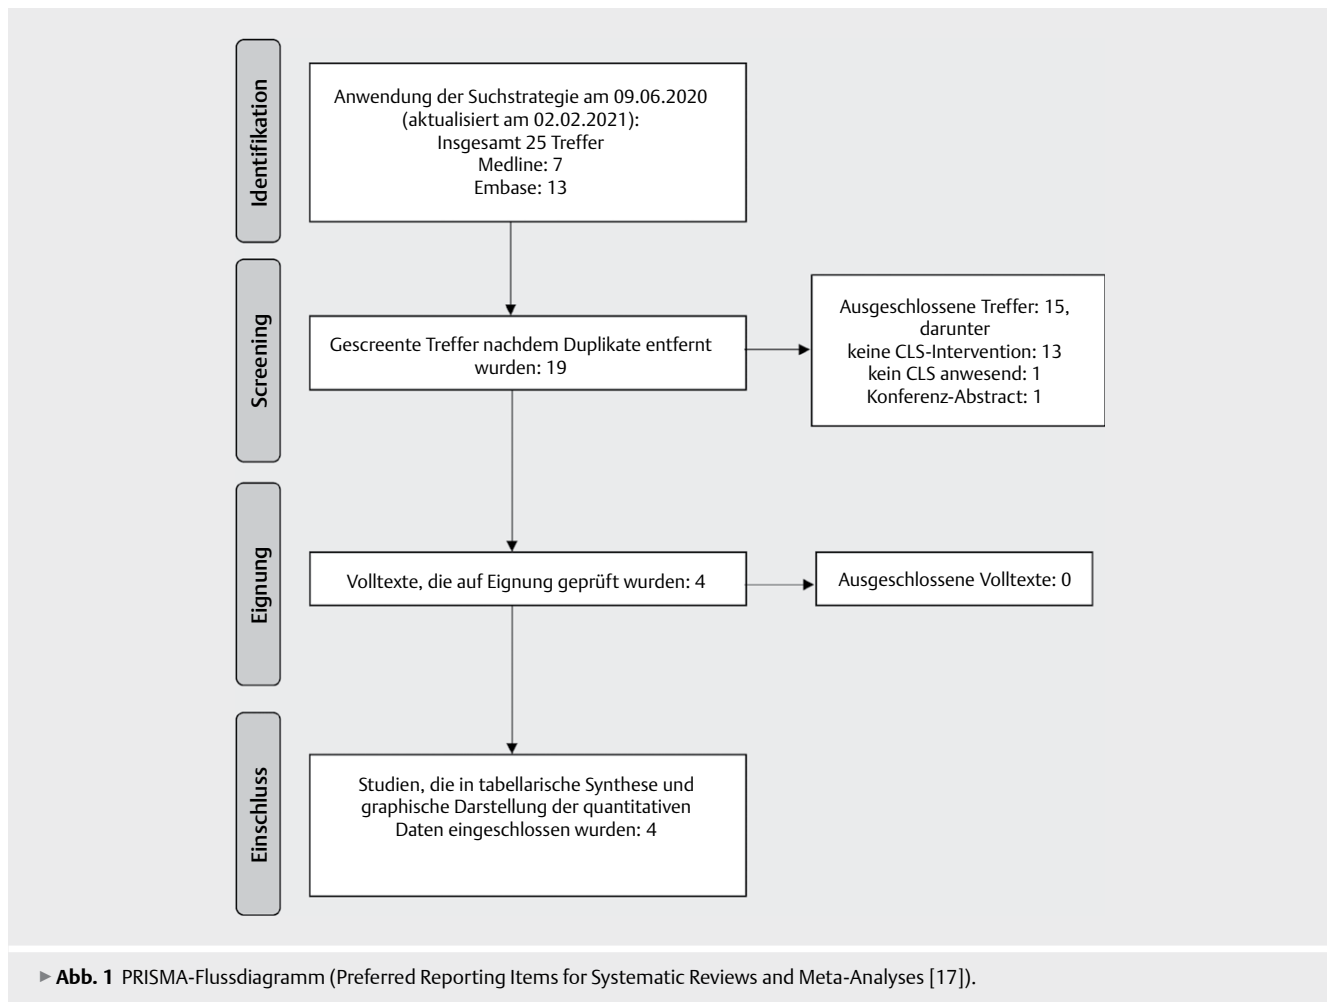 Identifikation
Anwendung der Suchstrategie am 09.06.2020
(aktualisiert am 02.02.2021):
Insgesamt 25 Treffer
Medline: 7
Embase: 13
Screening
Gescreente Treffer nachdem Duplikate entfernt
wurden: 19
Ausgeschlossene Treffer: 15,
darunter
keine CLS-Intervention: 13
kein CLS anwesend: 1
Konferenz-Abstract: 1
Eignung
Volltexte, die auf Eignung geprüft wurden: 4
Ausgeschlossene Volltexte: 0
Einschluss
Studien, die in tabellarische Synthese und
graphische Darstellung der quantitativen
Daten eingeschlossen wurden: 4
▶ Abb. 1 PRISMA-Flussdiagramm (Preferred Reporting Items for Systematic Reviews and Meta-Analyses [17]).